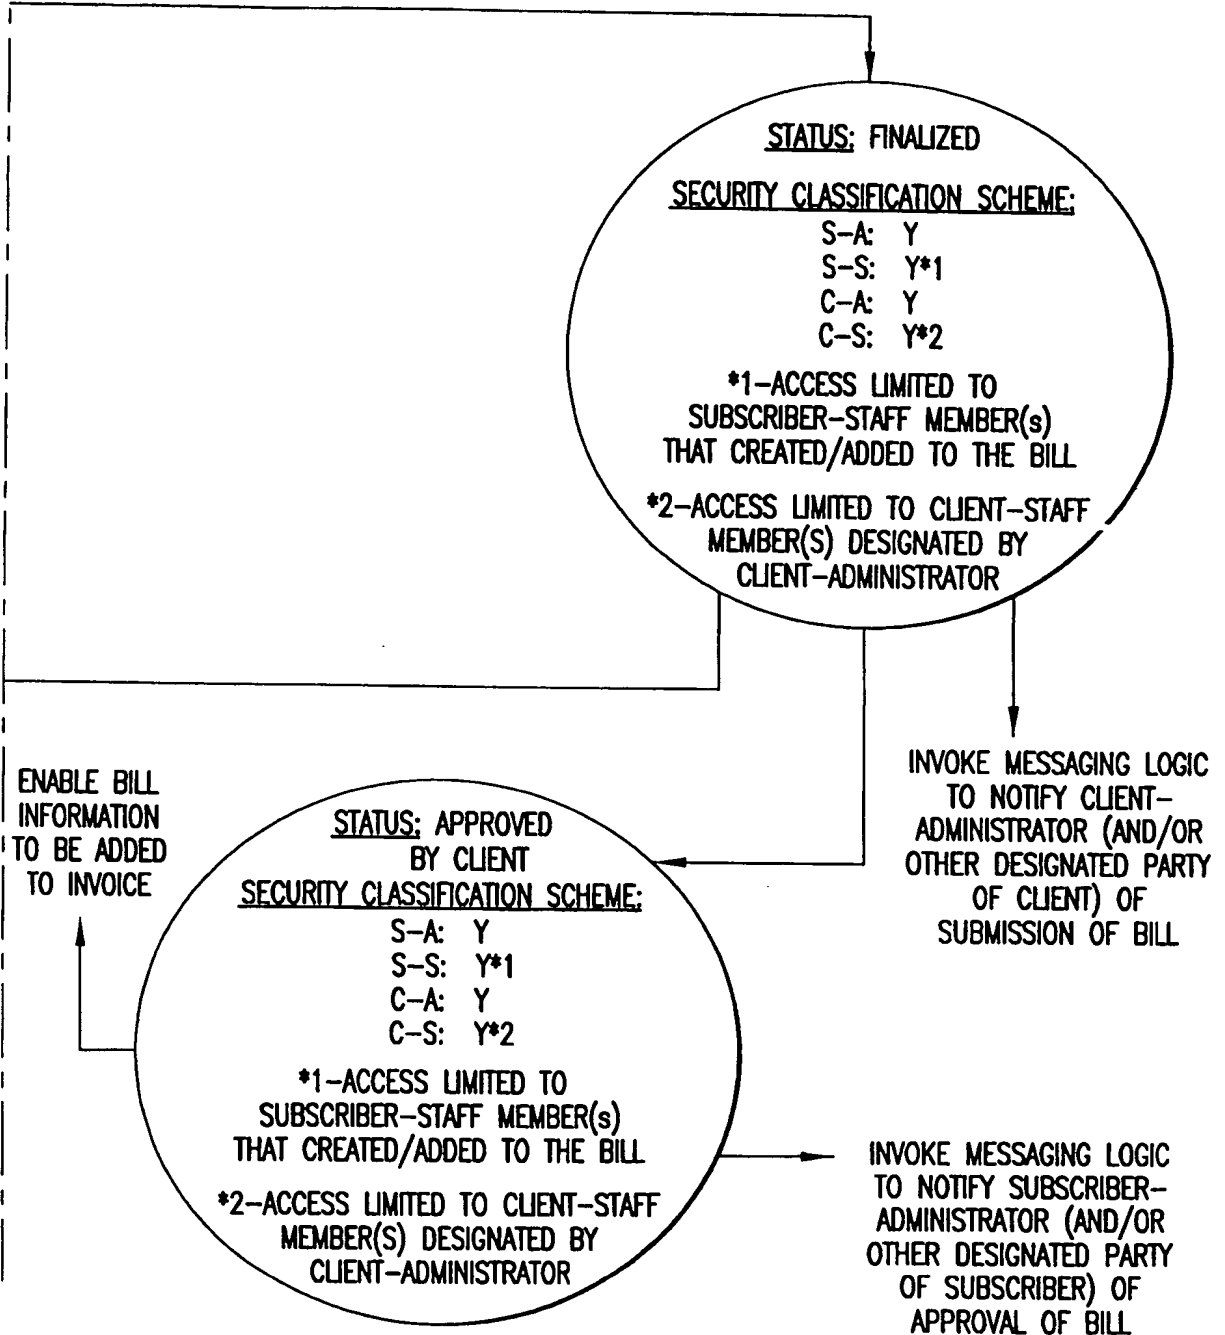 STATUS: FINALIZED
SECURITY CLASSIFICATION SCHEME:
S-A: Y
S-S: Y*1
C-A: Y
C-S: Y*2
*1-ACCESS LIMITED TO
SUBSCRIBER-STAFF MEMBER(s)
THAT CREATED/ADDED TO THE BILL
*2-ACCESS LIMITED TO CLIENT-STAFF
MEMBER(S) DESIGNATED BY
CLIENT-ADMINISTRATOR
INVOKE MESSAGING LOGIC
TO NOTIFY CLIENT-
ADMINISTRATOR (AND/OR
OTHER DESIGNATED PARTY
OF CLIENT) OF
SUBMISSION OF BILL
ENABLE BILL
INFORMATION
TO BE ADDED
TO INVOICE
STATUS: APPROVED
BY CLIENT
SECURITY CLASSIFICATION SCHEME:
S-A: Y
S-S: Y*1
C-A: Y
C-S: Y*2
*1-ACCESS LIMITED TO
SUBSCRIBER-STAFF MEMBER(s)
THAT CREATED/ADDED TO THE BILL
*2-ACCESS LIMITED TO CLIENT-STAFF
MEMBER(S) DESIGNATED BY
CLIENT-ADMINISTRATOR
INVOKE MESSAGING LOGIC
TO NOTIFY SUBSCRIBER-
ADMINISTRATOR (AND/OR
OTHER DESIGNATED PARTY
OF SUBSCRIBER) OF
APPROVAL OF BILL